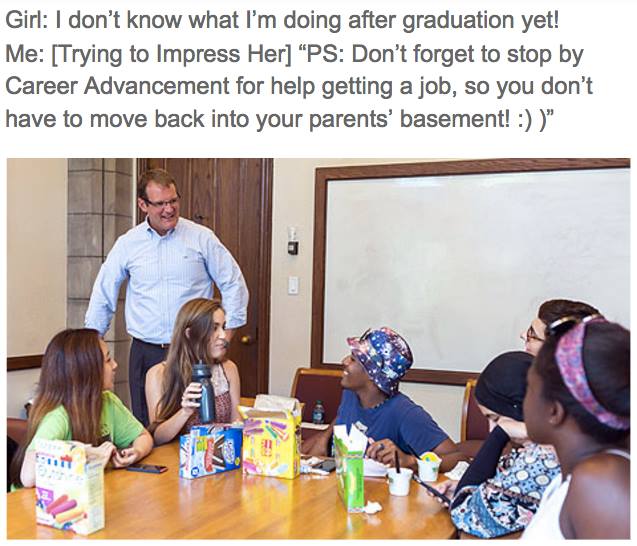 Girl: I don’t know what I’m doing after graduation yet!
Me: [Trying to Impress Her] “PS: Don’t forget to stop by
Career Advancement for help getting a job, so you don’t
have to move back into your parents’ basement! :) )”